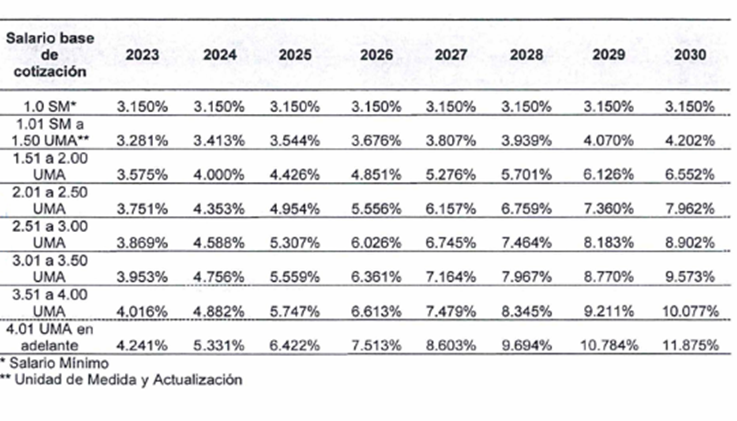 Salario base de cotización 2023 2024 2025 2026 2027 2028 2029 2030
1.0 SM* 3.150% 3.150% 3.150% 3.150% 3.150% 3.150% 3.150% 3.150%
1.01 SM a 1.50 UMA** 3.281% 3.413% 3.544% 3.676% 3.807% 3.939% 4.070% 4.202%
1.51 a 2.00 UMA 3.575% 4.000% 4.426% 4.851% 5.276% 5.701% 6.126% 6.552%
2.01 a 2.50 UMA 3.751% 4.353% 4.954% 5.556% 6.157% 6.759% 7.360% 7.962%
2.51 a 3.00 UMA 3.869% 4.588% 5.307% 6.026% 6.745% 7.464% 8.183% 8.902%
3.01 a 3.50 UMA 3.953% 4.756% 5.559% 6.361% 7.164% 7.967% 8.770% 9.573%
3.51 a 4.00 UMA 4.016% 4.882% 5.747% 6.613% 7.479% 8.345% 9.211% 10.077%
4.01 UMA en adelante 4.241% 5.331% 6.422% 7.513% 8.603% 9.694% 10.784% 11.875%
* Salario Mínimo
** Unidad de Medida y Actualización